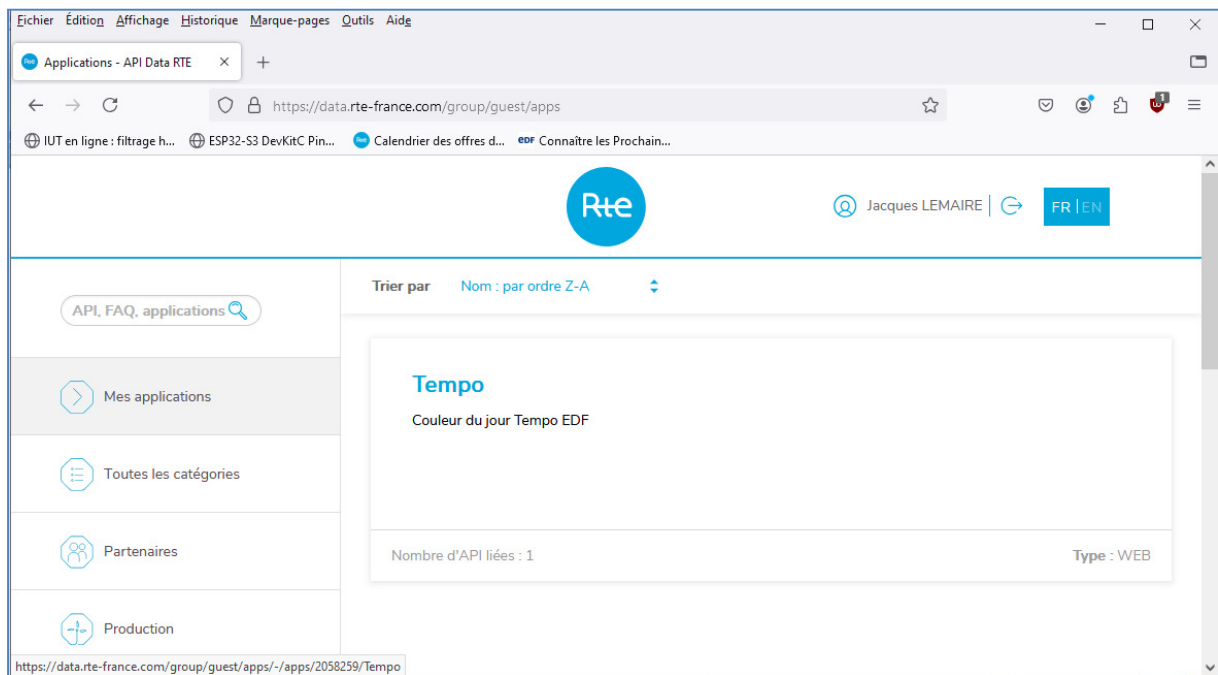 Fichier Édition Affichage Historique Marque-pages Outils Aide
Applications - API Data RTE
https://data.rte-france.com/group/guest/apps
1
IUT en ligne : filtrage h... ESP32-S3 DevKitC Pin... Calendrier des offres d... EDF Connaître les Prochain...
Rte
Jacques LEMAIRE
FR | EN
Trier par Nom : par ordre Z-A
API, FAQ, applications
Mes applications
Tempo
Couleur du jour Tempo EDF
Toutes les catégories
Partenaires
Nombre d'API liées : 1 Type : WEB
Production
https://data.rte-france.com/group/guest/apps/-/apps/2058259/Tempo